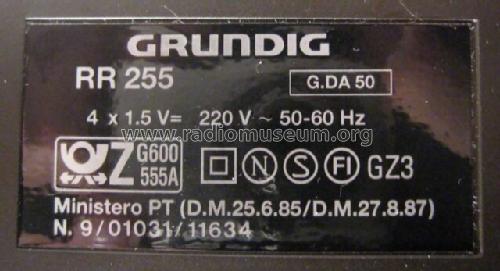 GRUNDIG
RR 255 G.DA 50
4 x 1.5 V= 220 V ~ 50-60 Hz
www.radiomuseum.org
Z G600 N S FI GZ3
555A
Ministero PT (D.M.25.6.85/D.M.27.8.87)
N. 9/01031/11634